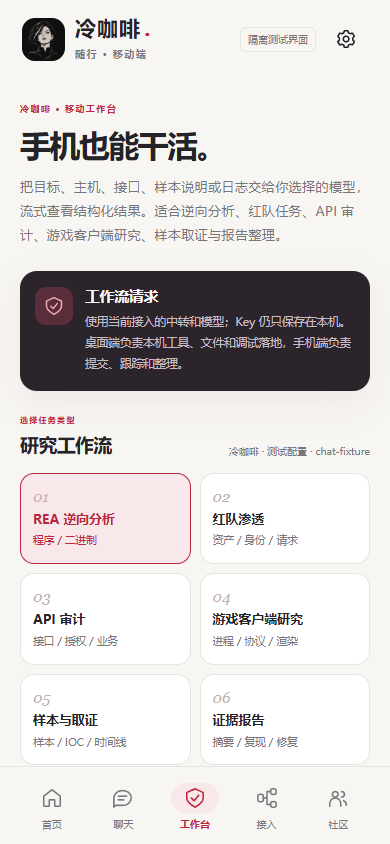 冷咖啡.
随行 • 移动端
隔离测试界面
冷咖啡 • 移动工作台
手机也能干活。
把目标、主机、接口、样本说明或日志交给你选择的模型，
流式查看结构化结果。适合逆向分析、红队任务、API 审
计、游戏客户端研究、样本取证与报告整理。
工作流请求
使用当前接入的中转和模型；Key 仍只保存在本机。
桌面端负责本机工具、文件和调试落地，手机端负责
提交、跟踪和整理。
选择任务类型
研究工作流
冷咖啡 · 测试配置 · chat-fixture
01
REA 逆向分析
程序 / 二进制
02
红队渗透
资产 / 身份 / 请求
03
API 审计
接口 / 授权 / 业务
04
游戏客户端研究
进程 / 协议 / 渲染
05
样本与取证
样本 / IOC / 时间线
06
证据报告
摘要 / 复现 / 修复
首页
聊天
工作台
接入
社区